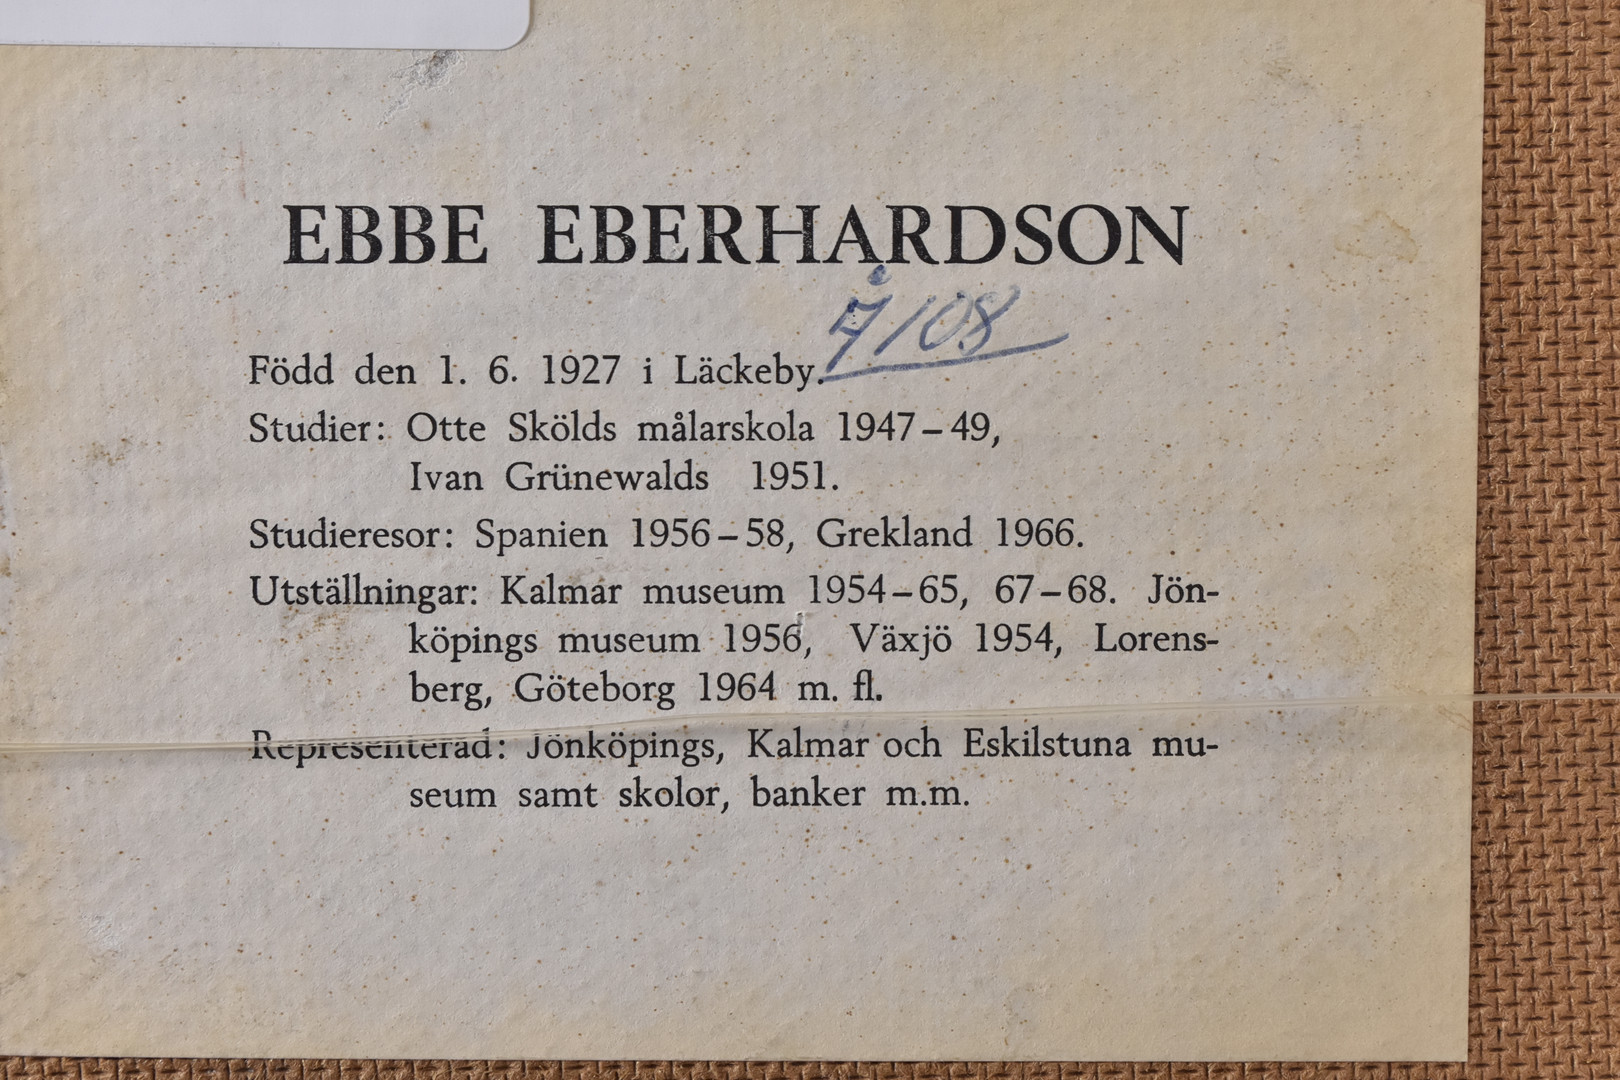 EBBE EBERHARDSON
7/08
Född den 1. 6. 1927 i Läckeby.
Studier: Otte Skölds målarskola 1947–49,
Ivan Grünewalds 1951.
Studieresor: Spanien 1956–58, Grekland 1966.
Utställningar: Kalmar museum 1954–65, 67–68. Jön-
köpings museum 1956, Växjö 1954, Lorens-
berg, Göteborg 1964 m. fl.
Representerad: Jönköpings, Kalmar och Eskilstuna mu-
seum samt skolor, banker m.m.